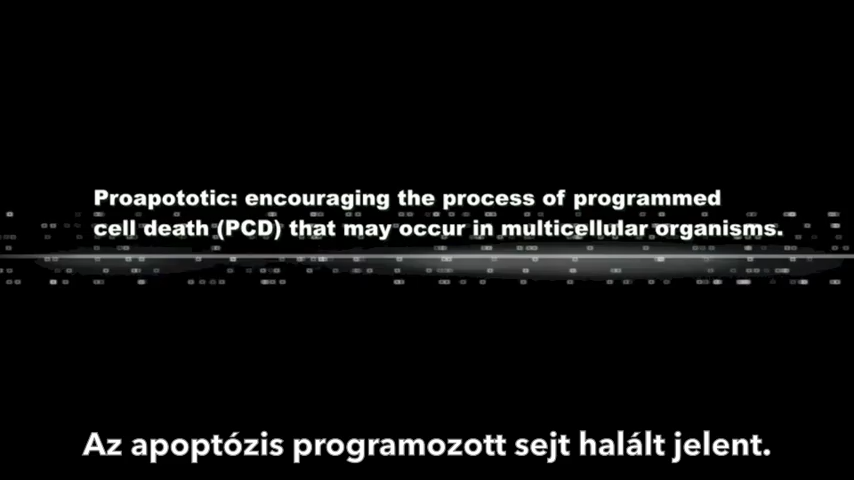 Proapototic: encouraging the process of programmed
cell death (PCD) that may occur in multicellular organisms.
Az apoptózis programozott sejt halált jelent.